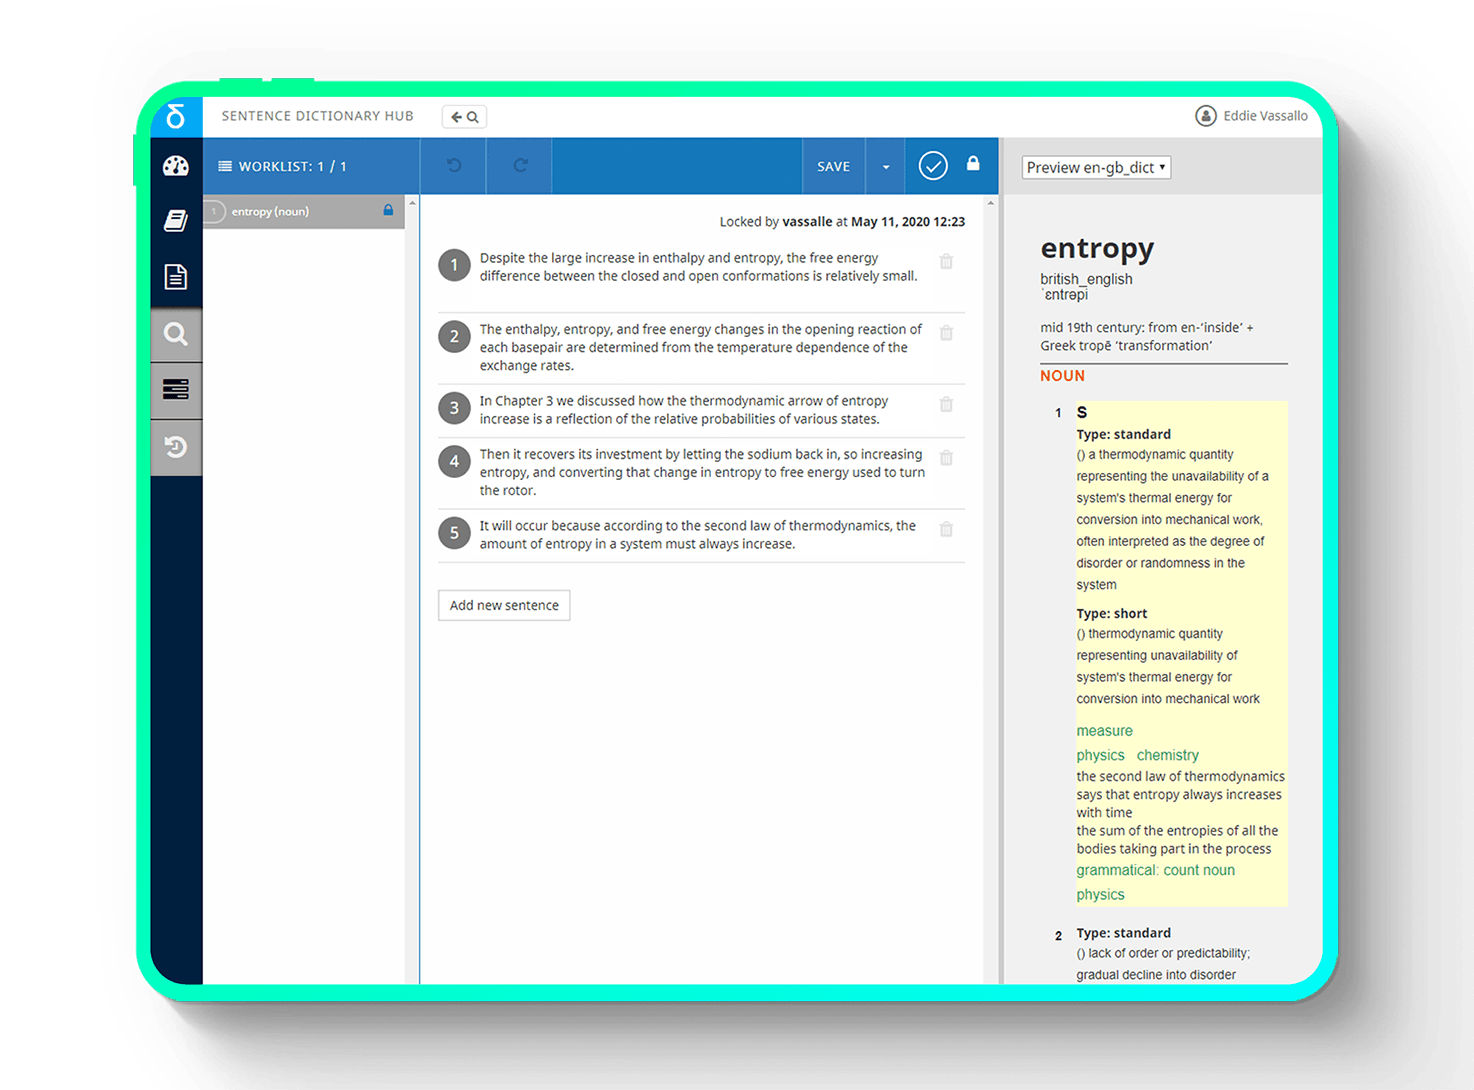 δ
SENTENCE DICTIONARY HUB
Eddie Vassallo
WORKLIST: 1 / 1
SAVE
Preview en-gb_dict
1 entropy (noun)
Locked by vassalle at May 11, 2020 12:23
1 Despite the large increase in enthalpy and entropy, the free energy
difference between the closed and open conformations is relatively small.
2 The enthalpy, entropy, and free energy changes in the opening reaction of
each basepair are determined from the temperature dependence of the
exchange rates.
3 In Chapter 3 we discussed how the thermodynamic arrow of entropy
increase is a reflection of the relative probabilities of various states.
4 Then it recovers its investment by letting the sodium back in, so increasing
entropy, and converting that change in entropy to free energy used to turn
the rotor.
5 It will occur because according to the second law of thermodynamics, the
amount of entropy in a system must always increase.
Add new sentence
entropy
british_english
ˈɛntrəpi
mid 19th century: from en-‘inside’ +
Greek tropē ‘transformation’
NOUN
1 S
Type: standard
() a thermodynamic quantity
representing the unavailability of a
system's thermal energy for
conversion into mechanical work,
often interpreted as the degree of
disorder or randomness in the
system
Type: short
() thermodynamic quantity
representing unavailability of
system's thermal energy for
conversion into mechanical work
measure
physics chemistry
the second law of thermodynamics
says that entropy always increases
with time
the sum of the entropies of all the
bodies taking part in the process
grammatical: count noun
physics
2 Type: standard
() lack of order or predictability;
gradual decline into disorder